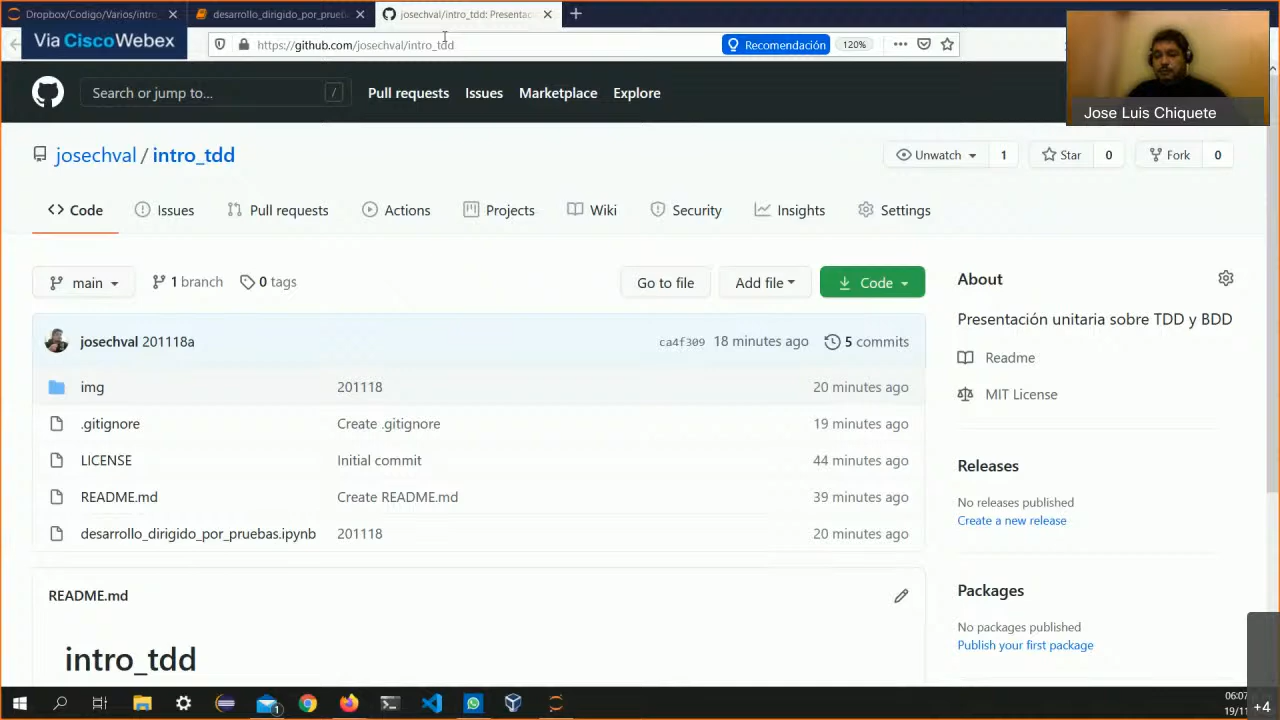 Dropbox/Codigo/Varios/intro_
desarrollo_dirigido_por_prueb
josechval/intro_tdd: Presentac
Via CiscoWebex
https://github.com/josechval/intro_tdd
Recomendación
120%
Search or jump to...
/
Pull requests
Issues
Marketplace
Explore
Jose Luis Chiquete
josechval / intro_tdd
Unwatch
1
Star
0
Fork
0
Code
Issues
Pull requests
Actions
Projects
Wiki
Security
Insights
Settings
main
1 branch
0 tags
Go to file
Add file
Code
josechval 201118a
ca4f309 18 minutes ago
5 commits
img
201118
20 minutes ago
.gitignore
Create .gitignore
19 minutes ago
LICENSE
Initial commit
44 minutes ago
README.md
Create README.md
39 minutes ago
desarrollo_dirigido_por_pruebas.ipynb
201118
20 minutes ago
README.md
intro_tdd
About
Presentación unitaria sobre TDD y BDD
Readme
MIT License
Releases
No releases published
Create a new release
Packages
No packages published
Publish your first package
1
06:07
19/11
+4